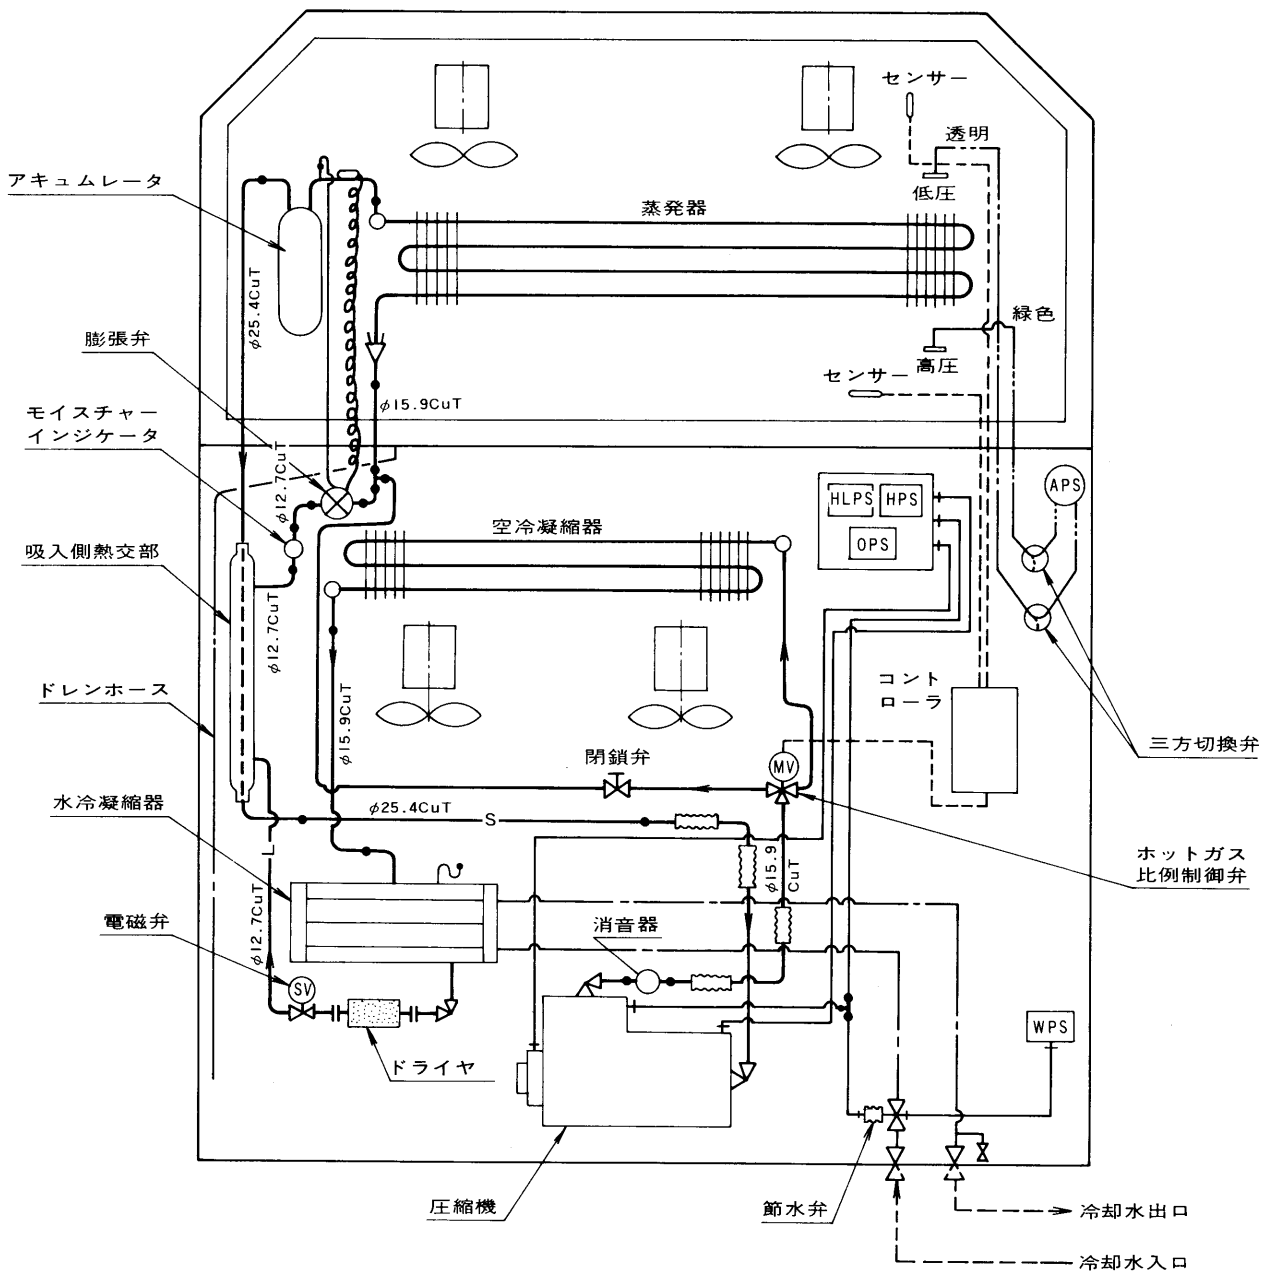 センサー
透明
アキュムレータ
低圧
蒸発器
φ25.4CuT
緑色
膨張弁
高圧
センサー
φ15.9CuT
モイスチャー
インジケータ
φ12.7CuT
HLPS
HPS
APS
空冷凝縮器
OPS
吸入側熱交部
φ12.7CuT
コント
ローラ
ドレンホース
φ15.9CuT
三方切換弁
閉鎖弁
MV
水冷凝縮器
φ25.4CuT
S
L
φ15.9
CuT
ホットガス
比例制御弁
電磁弁
φ12.7CuT
消音器
SV
WPS
ドライヤ
圧縮機
節水弁
冷却水出口
冷却水入口